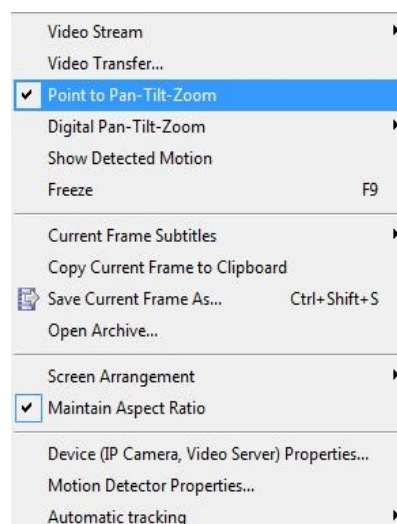 Video Stream
Video Transfer...
Point to Pan-Tilt-Zoom
Digital Pan-Tilt-Zoom
Show Detected Motion
Freeze F9
Current Frame Subtitles
Copy Current Frame to Clipboard
Save Current Frame As... Ctrl+Shift+S
Open Archive...
Screen Arrangement
Maintain Aspect Ratio
Device (IP Camera, Video Server) Properties...
Motion Detector Properties...
Automatic tracking